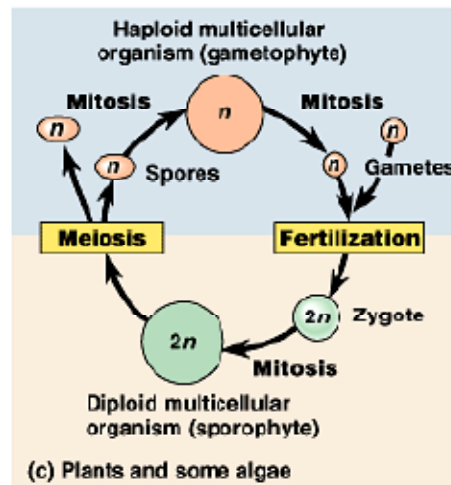 Haploid multicellular
organism (gametophyte)
Mitosis
Mitosis
n
n
n
n
n
Spores
Gametes
Meiosis
Fertilization
2n
Zygote
2n
Mitosis
Diploid multicellular
organism (sporophyte)
(c) Plants and some algae